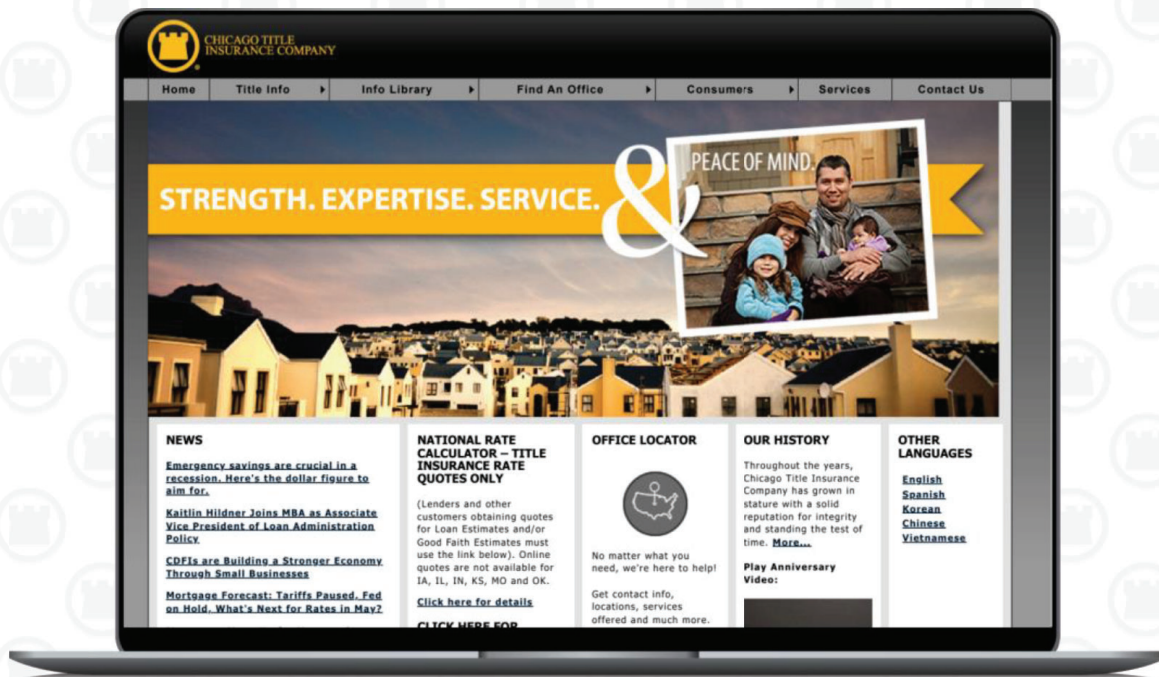 CHICAGO TITLE
INSURANCE COMPANY
Home
Title Info
Info Library
Find An Office
Consumers
Services
Contact Us
STRENGTH. EXPERTISE. SERVICE.
&
PEACE OF MIND.
NEWS
Emergency savings are crucial in a
recession. Here's the dollar figure to
aim for.
Kaitlin Hildner Joins MBA as Associate
Vice President of Loan Administration
Policy
CDFIs are Building a Stronger Economy
Through Small Businesses
Mortgage Forecast: Tariffs Paused, Fed
on Hold, What's Next for Rates in May?
NATIONAL RATE
CALCULATOR – TITLE
INSURANCE RATE
QUOTES ONLY
(Lenders and other
customers obtaining quotes
for Loan Estimates and/or
Good Faith Estimates must
use the link below). Online
quotes are not available for
IA, IL, IN, KS, MO and OK.
Click here for details
CLICK HERE FOR
OFFICE LOCATOR
No matter what you
need, we're here to help!
Get contact info,
locations, services
offered and much more.
OUR HISTORY
Throughout the years,
Chicago Title Insurance
Company has grown in
stature with a solid
reputation for integrity
and standing the test of
time. More...
Play Anniversary
Video:
OTHER
LANGUAGES
English
Spanish
Korean
Chinese
Vietnamese